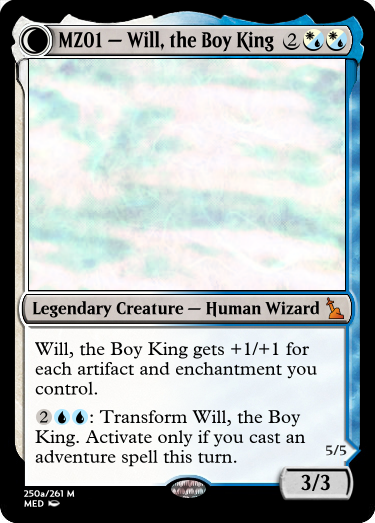 MZ01 — Will, the Boy King 2
Legendary Creature — Human Wizard
Will, the Boy King gets +1/+1 for
each artifact and enchantment you
control.
2: Transform Will, the Boy
King. Activate only if you cast an
adventure spell this turn.
5/5
3/3
250a/261 M
MED